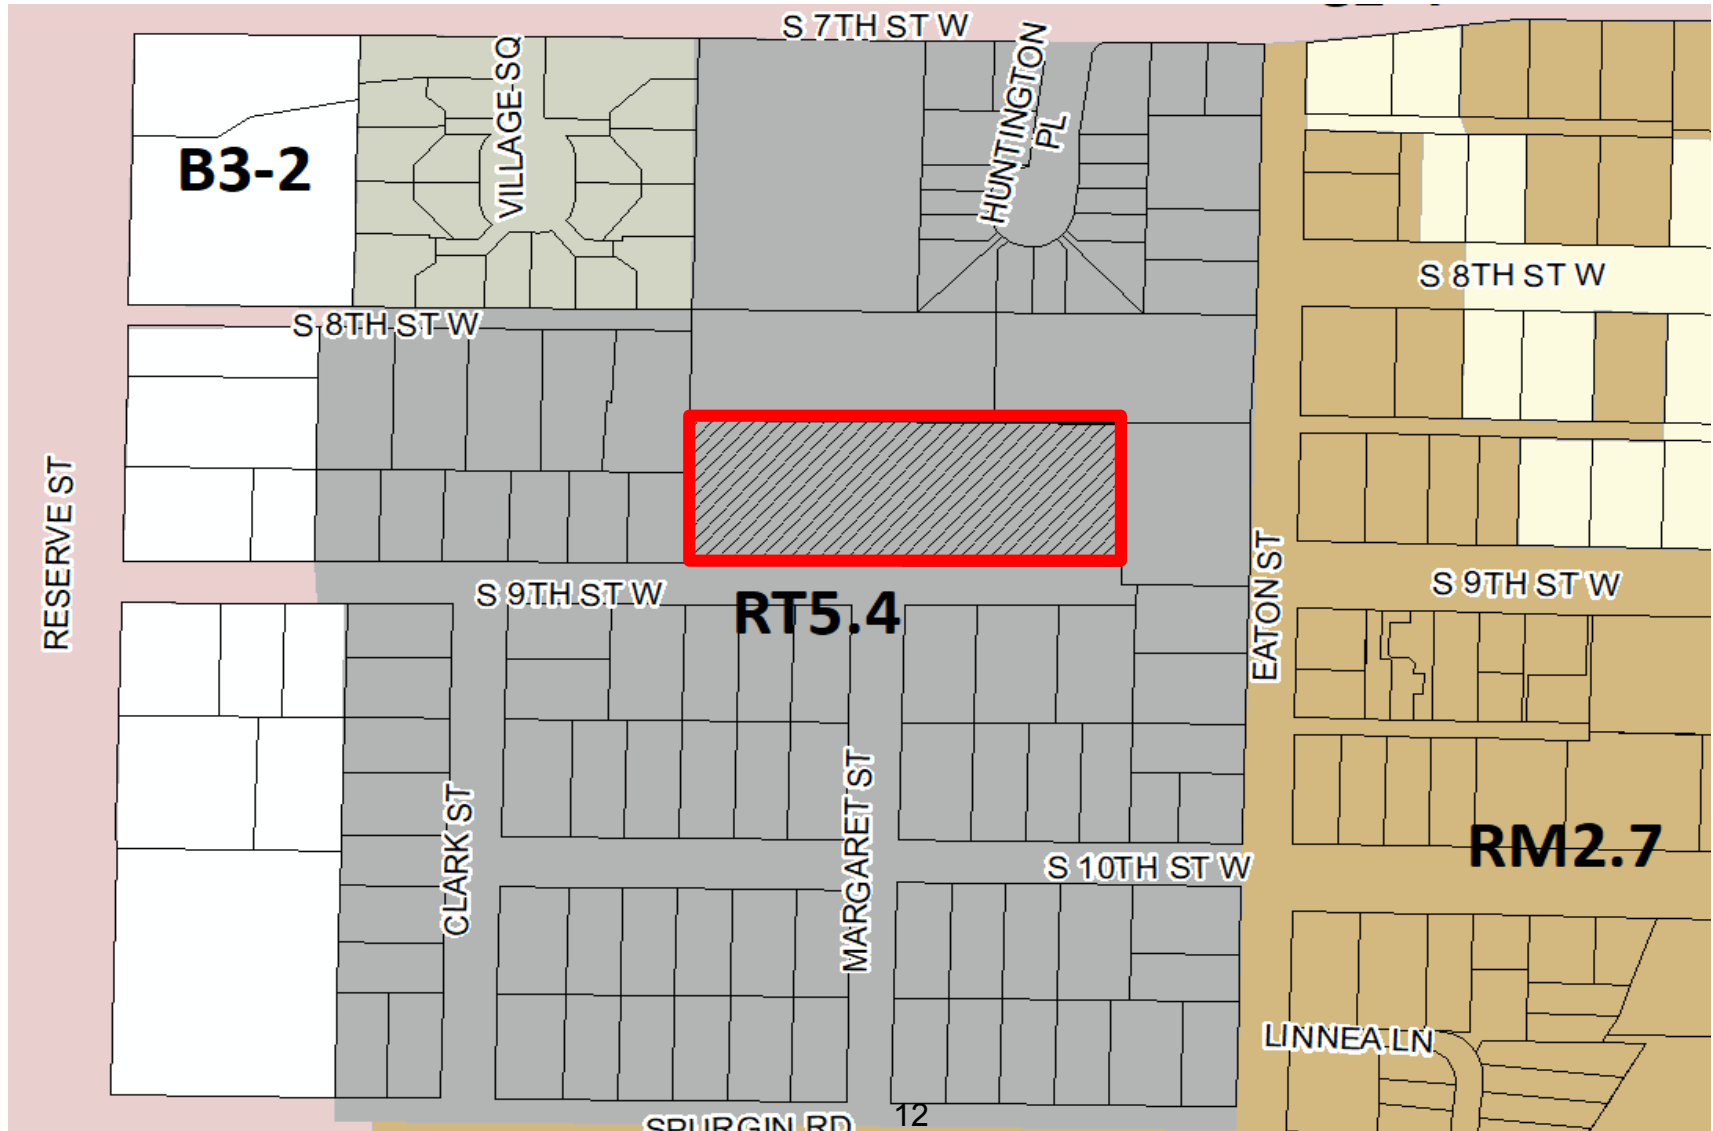 S 7TH ST W
VILLAGE SQ
HUNTINGTON
PL
B3-2
S 8TH ST W
S 8TH ST W
RESERVE ST
EATON ST
S 9TH ST W
S 9TH ST W
RT5.4
CLARK ST
MARGARET ST
S 10TH ST W
RM2.7
LINNEA LN
SPURGIN RD
12